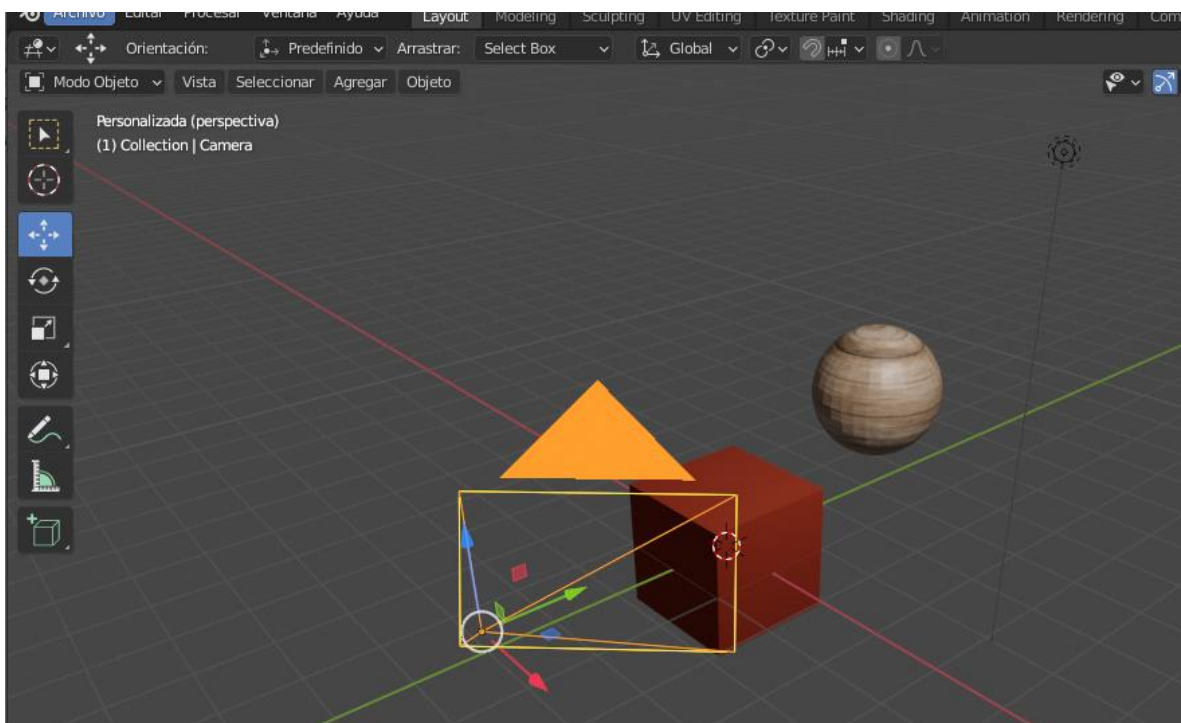 Archivo Editar Procesar Ventana Ayuda Layout Modeling Sculpting UV Editing Texture Paint Shading Animation Rendering Com
Orientación: Predefinido Arrastrar: Select Box Global
Modo Objeto Vista Seleccionar Agregar Objeto
Personalizada (perspectiva)
(1) Collection | Camera